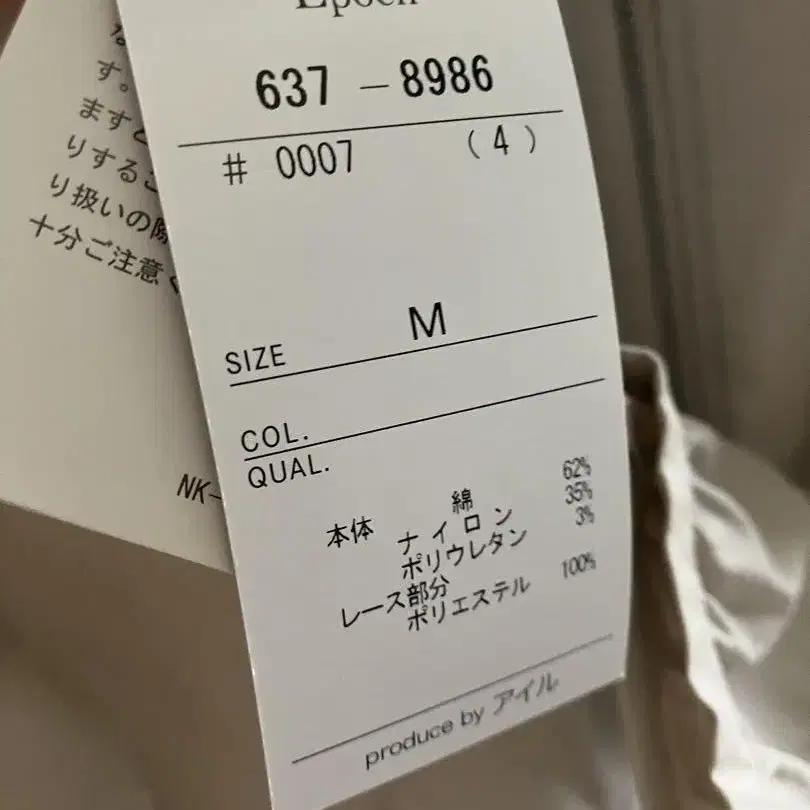 Epoch
637 - 8986
# 0007 (4)
SIZE M
COL.
QUAL.
本体 綿 62%
ナイロン 35%
ポリウレタン 3%
レース部分
ポリエステル 100%
produce by アイル
す。
ますと
りするこ
り扱いの際
十分ご注意く
NK-